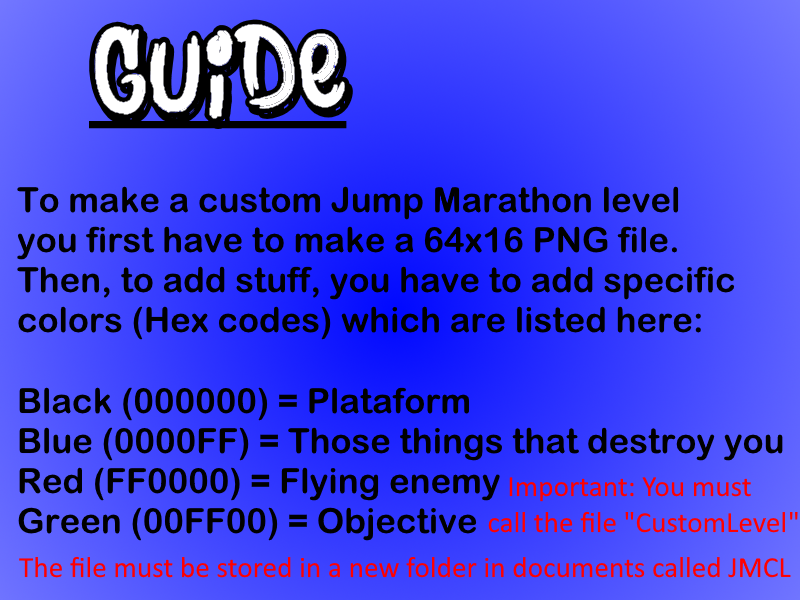 GUiDe
To make a custom Jump Marathon level
you first have to make a 64x16 PNG file.
Then, to add stuff, you have to add specific
colors (Hex codes) which are listed here:
Black (000000) = Plataform
Blue (0000FF) = Those things that destroy you
Red (FF0000) = Flying enemy
Green (00FF00) = Objective
Important: You must
call the file "CustomLevel"
The file must be stored in a new folder in documents called JMCL